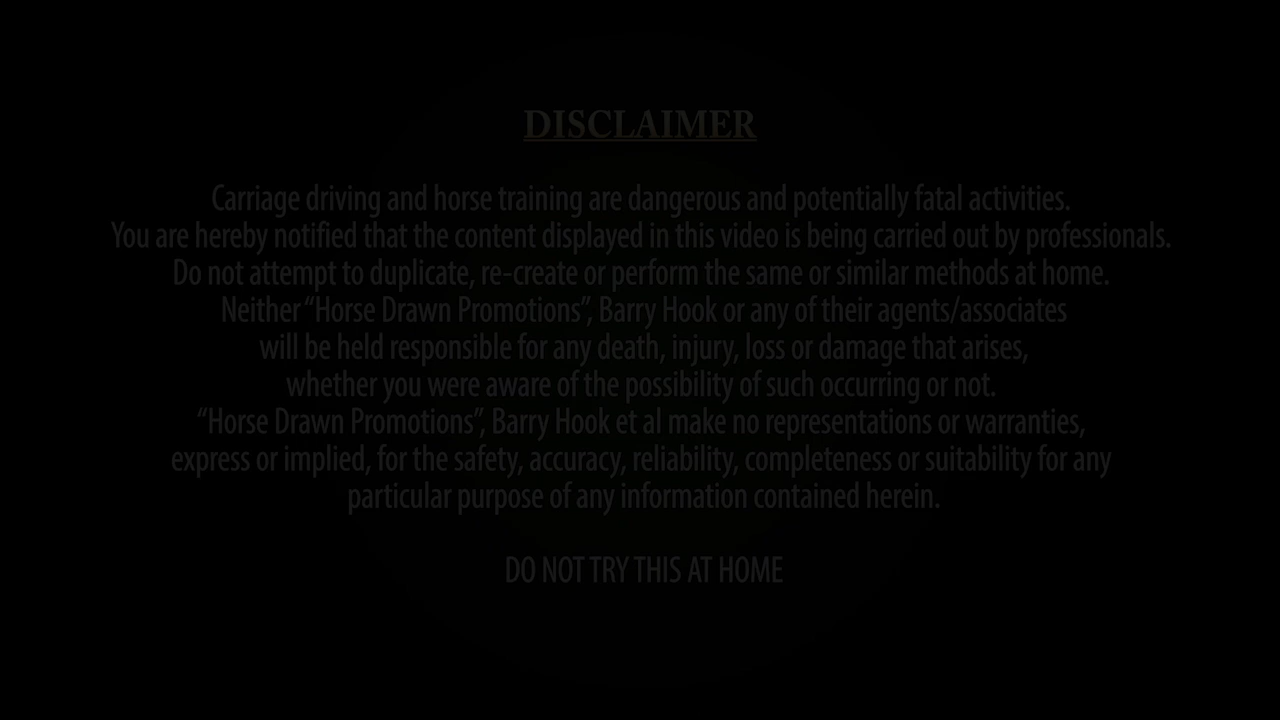 DISCLAIMER
Carriage driving and horse training are dangerous and potentially fatal activities.
You are hereby notified that the content displayed in this video is being carried out by professionals.
Do not attempt to duplicate, re-create or perform the same or similar methods at home.
Neither “Horse Drawn Promotions”, Barry Hook or any of their agents/associates
will be held responsible for any death, injury, loss or damage that arises,
whether you were aware of the possibility of such occurring or not.
“Horse Drawn Promotions”, Barry Hook et al make no representations or warranties,
express or implied, for the safety, accuracy, reliability, completeness or suitability for any
particular purpose of any information contained herein.
DO NOT TRY THIS AT HOME